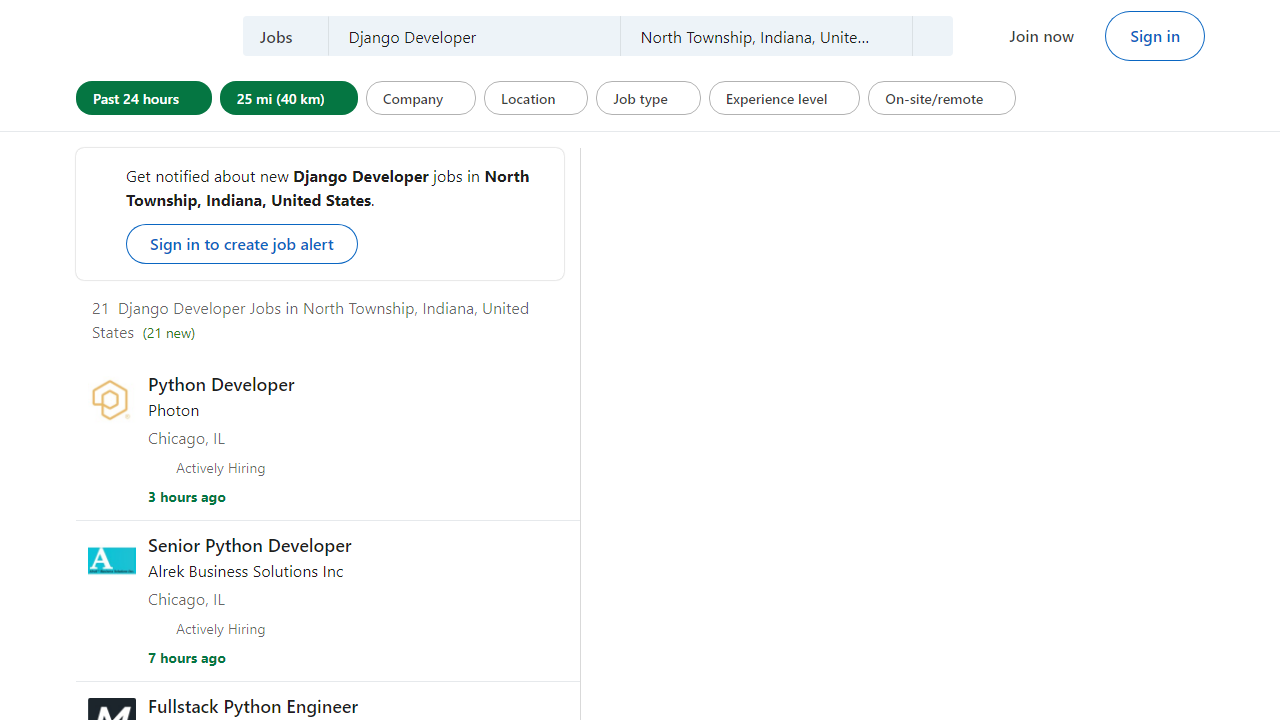 Jobs
Django Developer
North Township, Indiana, Unite...
Join now
Sign in
Past 24 hours
25 mi (40 km)
Company
Location
Job type
Experience level
On-site/remote
Get notified about new Django Developer jobs in North
Township, Indiana, United States.
Sign in to create job alert
21 Django Developer Jobs in North Township, Indiana, United
States (21 new)
Python Developer
Photon
Chicago, IL
Actively Hiring
3 hours ago
A
Senior Python Developer
Alrek Business Solutions Inc
Chicago, IL
Actively Hiring
7 hours ago
Fullstack Python Engineer